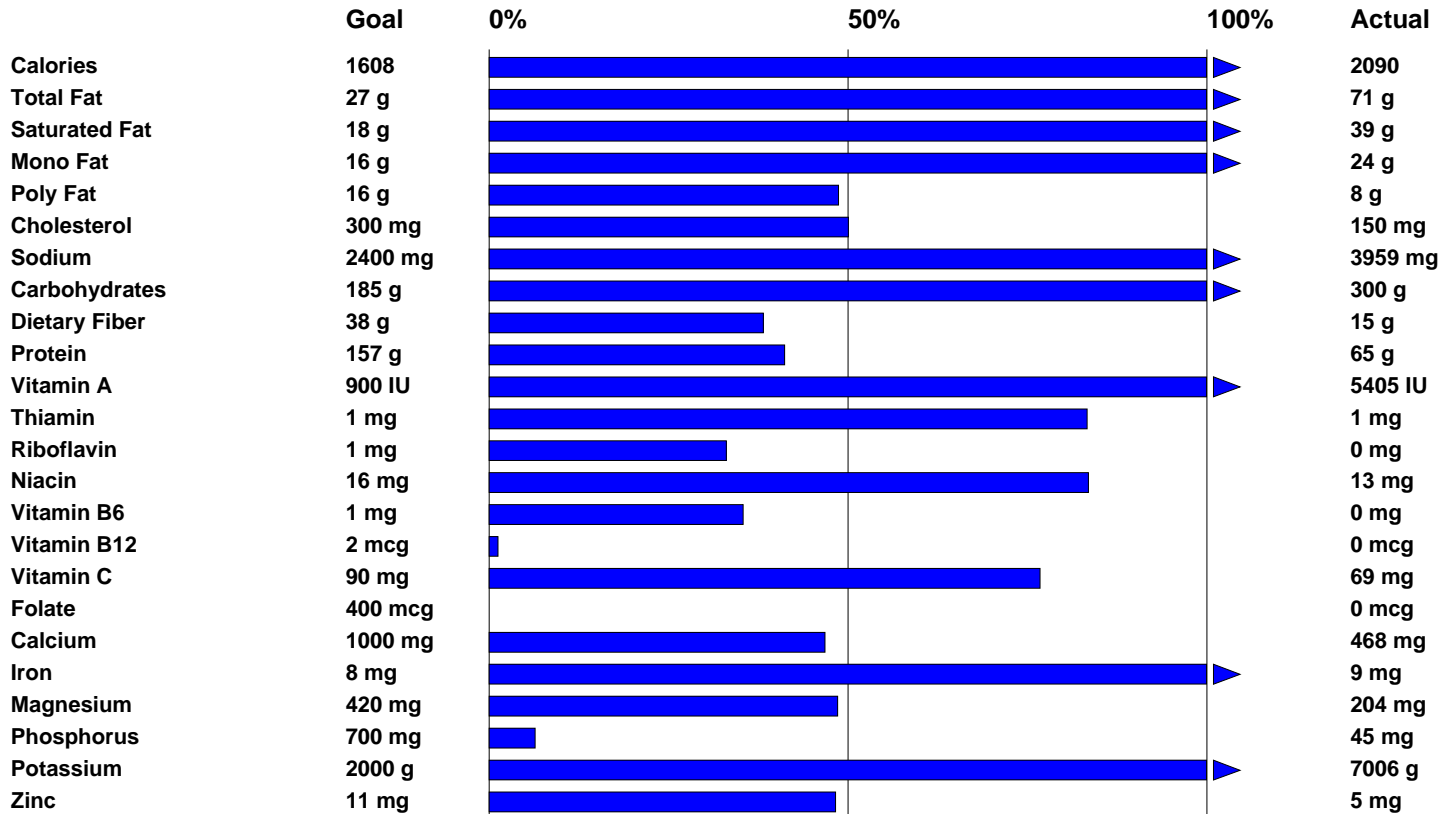 Goal 0% 50% 100% Actual
Calories 1608 2090
Total Fat 27 g 71 g
Saturated Fat 18 g 39 g
Mono Fat 16 g 24 g
Poly Fat 16 g 8 g
Cholesterol 300 mg 150 mg
Sodium 2400 mg 3959 mg
Carbohydrates 185 g 300 g
Dietary Fiber 38 g 15 g
Protein 157 g 65 g
Vitamin A 900 IU 5405 IU
Thiamin 1 mg 1 mg
Riboflavin 1 mg 0 mg
Niacin 16 mg 13 mg
Vitamin B6 1 mg 0 mg
Vitamin B12 2 mcg 0 mcg
Vitamin C 90 mg 69 mg
Folate 400 mcg 0 mcg
Calcium 1000 mg 468 mg
Iron 8 mg 9 mg
Magnesium 420 mg 204 mg
Phosphorus 700 mg 45 mg
Potassium 2000 g 7006 g
Zinc 11 mg 5 mg